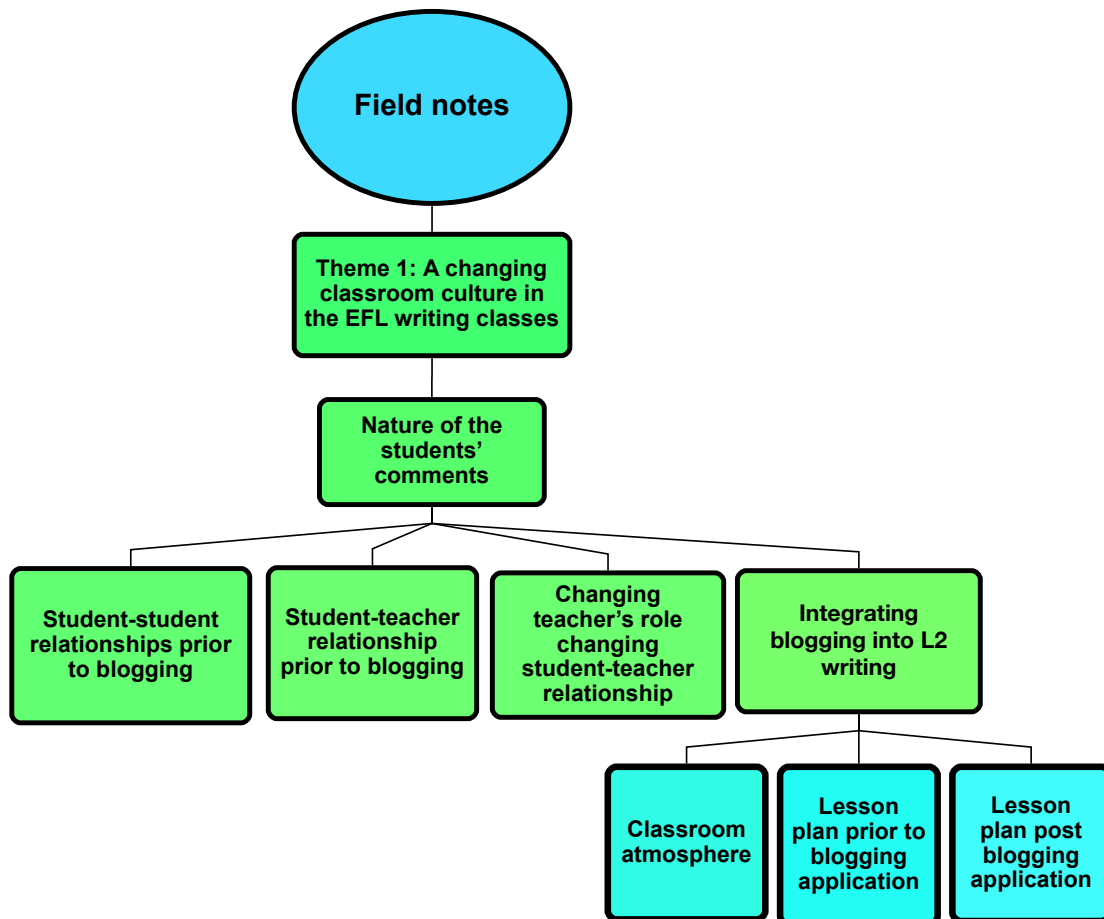 Field notes
Theme 1: A changing
classroom culture in
the EFL writing classes
Nature of the
students’
comments
Student-student
relationships prior
to blogging
Student-teacher
relationship
prior to blogging
Changing
teacher’s role
changing
student-teacher
relationship
Integrating
blogging into L2
writing
Classroom
atmosphere
Lesson
plan prior to
blogging
application
Lesson
plan post
blogging
application